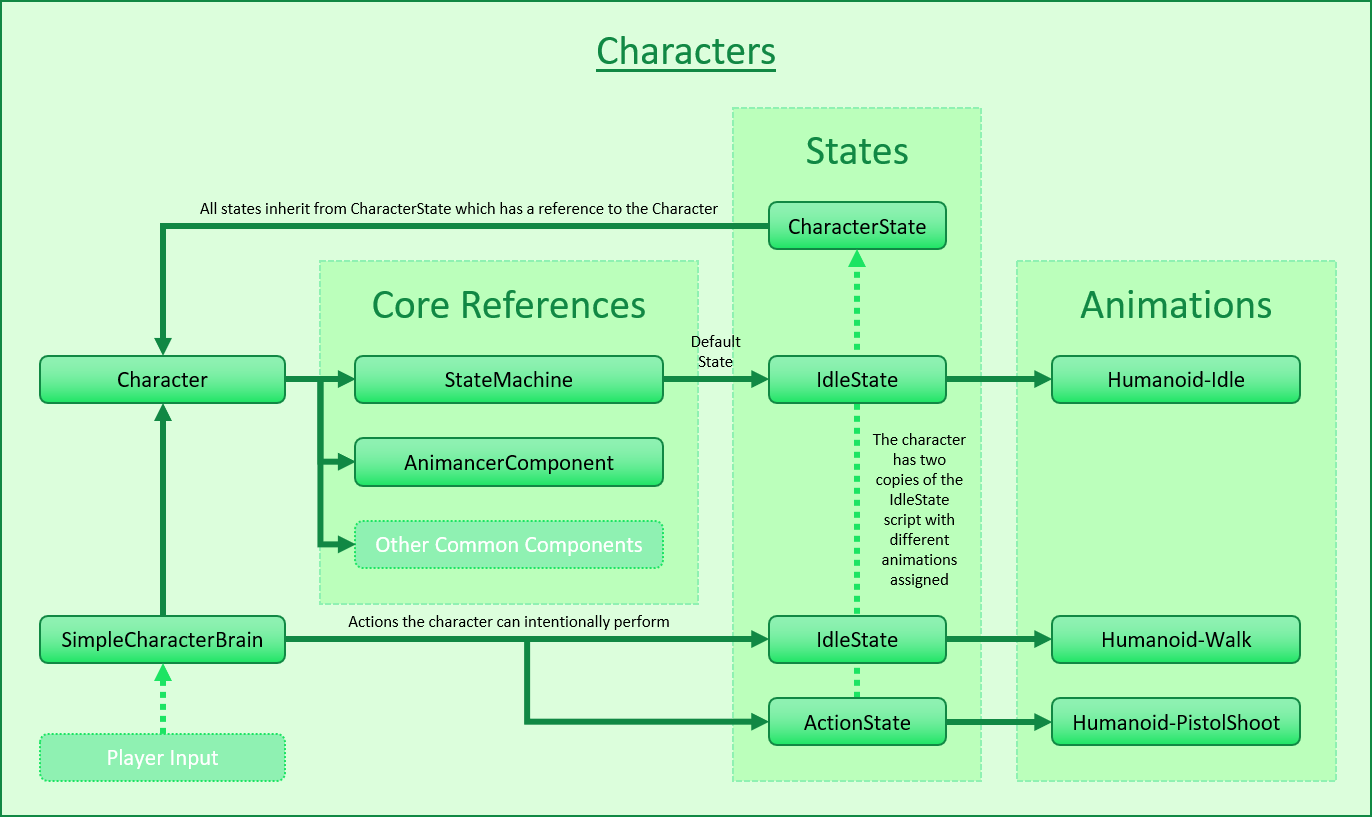 Characters
States
All states inherit from CharacterState which has a reference to the Character
CharacterState
Core References
Animations
Default
State
Character
StateMachine
IdleState
Humanoid-Idle
AnimancerComponent
The character
has two
copies of the
IdleState
script with
different
animations
assigned
Other Common Components
Actions the character can intentionally perform
SimpleCharacterBrain
IdleState
Humanoid-Walk
ActionState
Humanoid-PistolShoot
Player Input